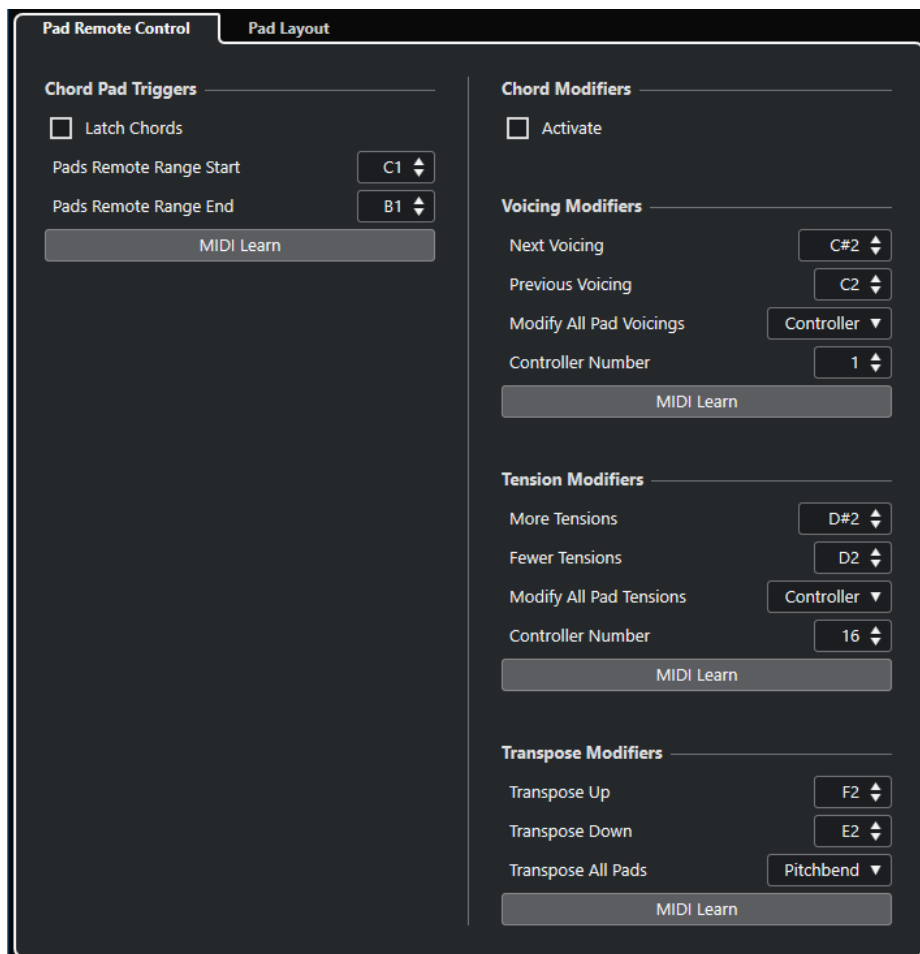 Pad Remote Control
Pad Layout
Chord Pad Triggers
Latch Chords
Pads Remote Range Start C1
Pads Remote Range End B1
MIDI Learn
Chord Modifiers
Activate
Voicing Modifiers
Next Voicing C#2
Previous Voicing C2
Modify All Pad Voicings Controller
Controller Number 1
MIDI Learn
Tension Modifiers
More Tensions D#2
Fewer Tensions D2
Modify All Pad Tensions Controller
Controller Number 16
MIDI Learn
Transpose Modifiers
Transpose Up F2
Transpose Down E2
Transpose All Pads Pitchbend
MIDI Learn